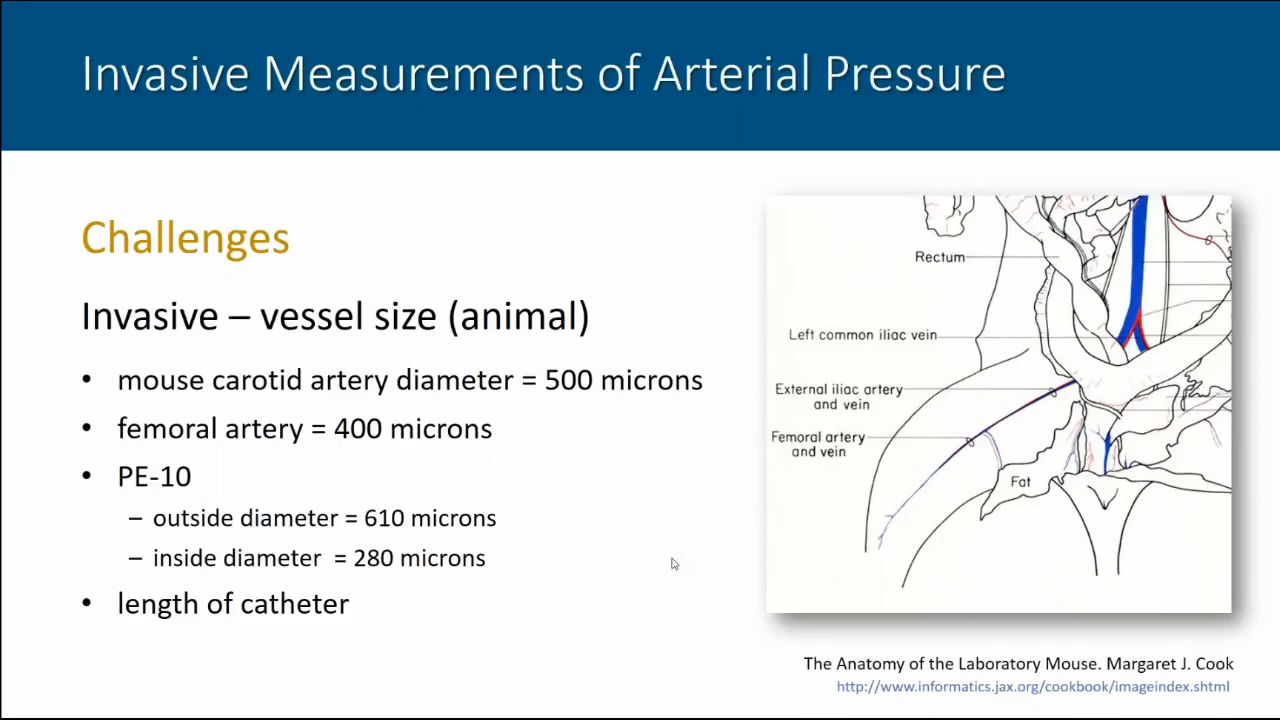 Invasive Measurements of Arterial Pressure
Challenges
Invasive – vessel size (animal)
• mouse carotid artery diameter = 500 microns
• femoral artery = 400 microns
• PE-10
– outside diameter = 610 microns
– inside diameter = 280 microns
• length of catheter
Rectum
Left common iliac vein
External iliac artery
and vein
Femoral artery
and vein
Fat
The Anatomy of the Laboratory Mouse. Margaret J. Cook
http://www.informatics.jax.org/cookbook/imageindex.shtml